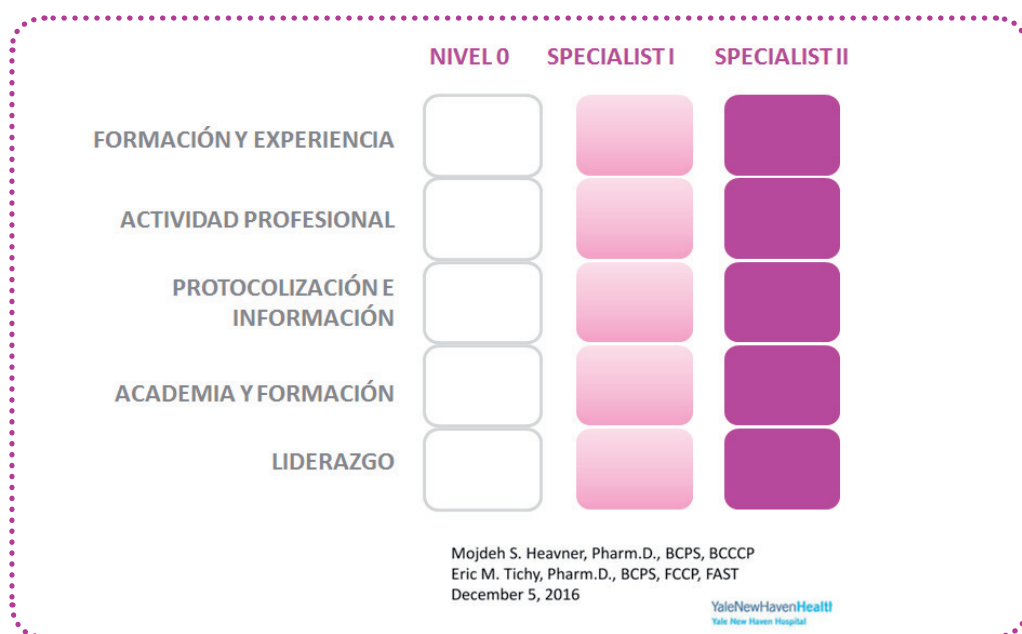 NIVEL 0 SPECIALIST I SPECIALIST II
FORMACIÓN Y EXPERIENCIA
ACTIVIDAD PROFESIONAL
PROTOCOLIZACIÓN E
INFORMACIÓN
ACADEMIA Y FORMACIÓN
LIDERAZGO
Mojdeh S. Heavner, Pharm.D., BCPS, BCCCP
Eric M. Tichy, Pharm.D., BCPS, FCCP, FAST
December 5, 2016
YaleNewHavenHealth
Yale New Haven Hospital